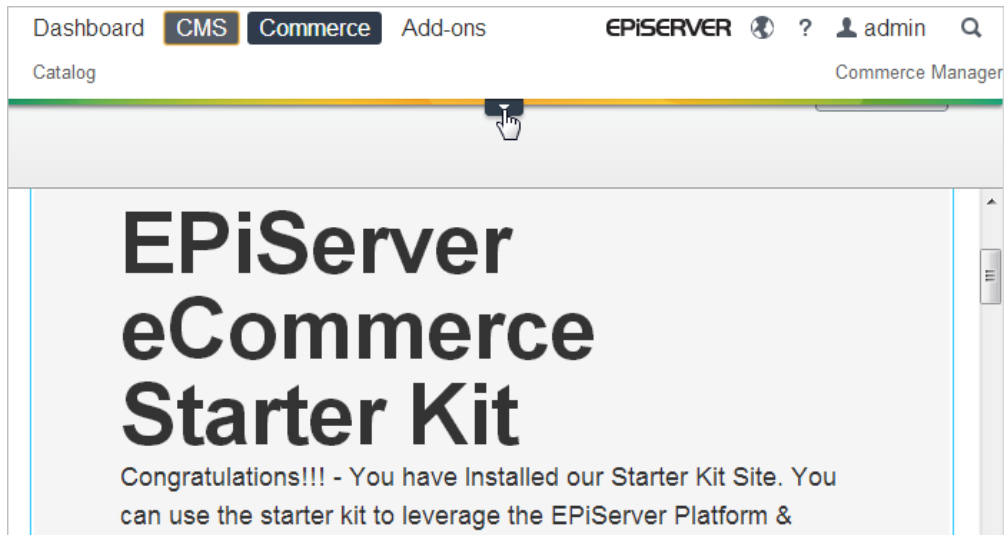 Dashboard CMS Commerce Add-ons EPiSERVER ? admin
Catalog Commerce Manager
EPiServer
eCommerce
Starter Kit
Congratulations!!! - You have Installed our Starter Kit Site. You
can use the starter kit to leverage the EPiServer Platform &